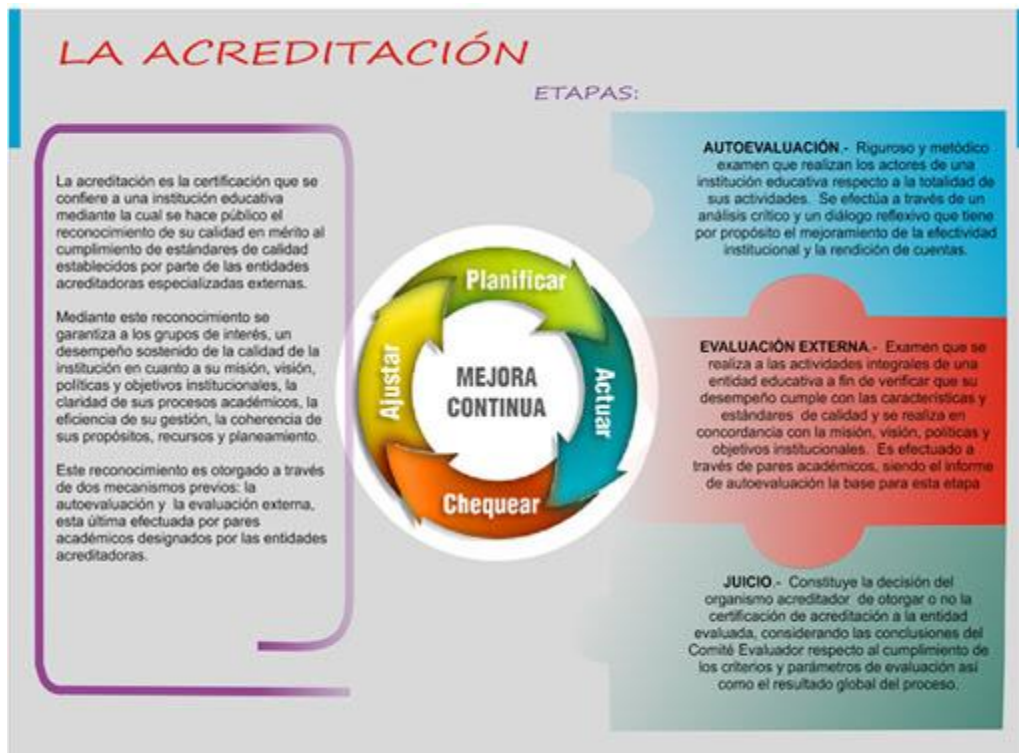 LA ACREDITACIÓN
ETAPAS:
La acreditación es la certificación que se
confiere a una institución educativa
mediante la cual se hace público el
reconocimiento de su calidad en mérito al
cumplimiento de estándares de calidad
establecidos por parte de las entidades
acreditadoras especializadas externas.
Mediante este reconocimiento se
garantiza a los grupos de interés, un
desempeño sostenido de la calidad de la
institución en cuanto a su misión, visión,
políticas y objetivos institucionales, la
claridad de sus procesos académicos, la
eficiencia de su gestión, la coherencia de
sus propósitos, recursos y planeamiento.
Este reconocimiento es otorgado a través
de dos mecanismos previos: la
autoevaluación y la evaluación externa,
esta última efectuada por pares
académicos designados por las entidades
acreditadoras.
Planificar
Actuar
Chequear
Ajustar
MEJORA
CONTINUA
AUTOEVALUACIÓN.- Riguroso y metódico
examen que realizan los actores de una
institución educativa respecto a la totalidad de
sus actividades. Se efectúa a través de un
análisis crítico y un diálogo reflexivo que tiene
por propósito el mejoramiento de la efectividad
institucional y la rendición de cuentas.
EVALUACIÓN EXTERNA.- Examen que se
realiza a las actividades integrales de una
entidad educativa a fin de verificar que su
desempeño cumple con las características y
estándares de calidad y se realiza en
concordancia con la misión, visión, políticas y
objetivos institucionales. Es efectuado a
través de pares académicos, siendo el informe
de autoevaluación la base para esta etapa
JUICIO.- Constituye la decisión del
organismo acreditador de otorgar o no la
certificación de acreditación a la entidad
evaluada, considerando las conclusiones del
Comité Evaluador respecto al cumplimiento de
los criterios y parámetros de evaluación así
como el resultado global del proceso.